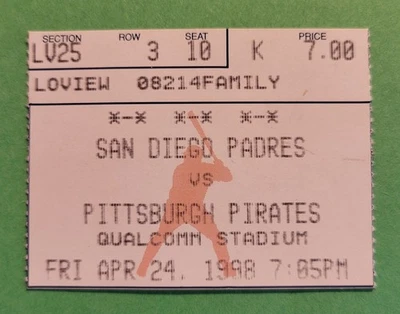 SECTION ROW SEAT PRICE
LV25 3 10 K 7.00
LOVIEW 08214FAMILY
*-* *-* *-*
SAN DIEGO PADRES
VS
PITTSBURGH PIRATES
QUALCOMM STADIUM
FRI APR 24, 1998 7:05PM